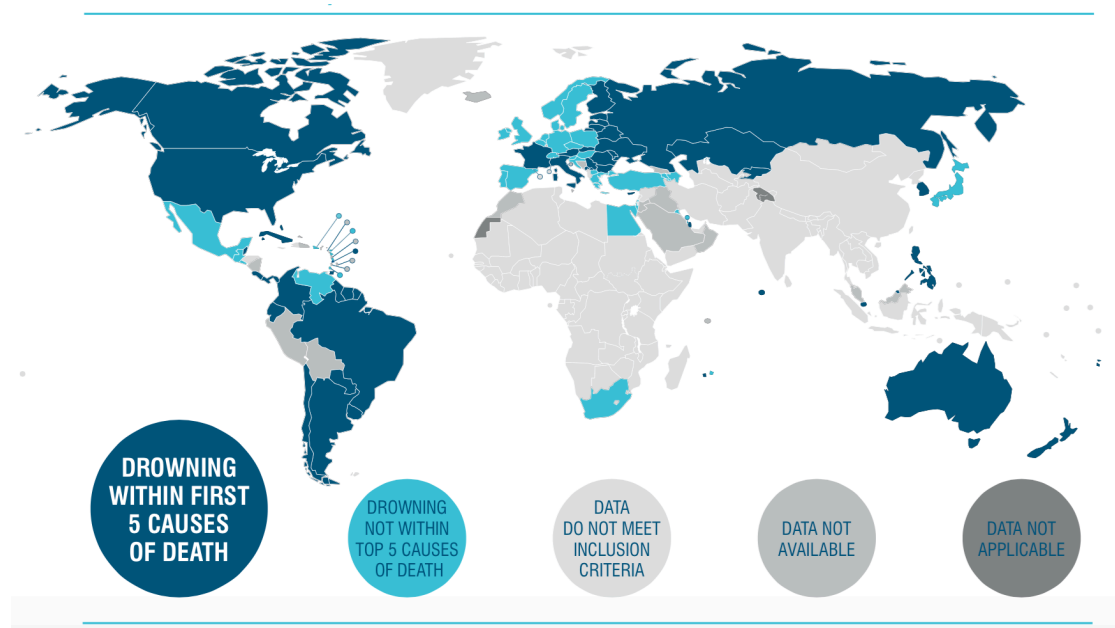 DROWNING
WITHIN FIRST
5 CAUSES
OF DEATH
DROWNING
NOT WITHIN
TOP 5 CAUSES
OF DEATH
DATA
DO NOT MEET
INCLUSION
CRITERIA
DATA NOT
AVAILABLE
DATA NOT
APPLICABLE